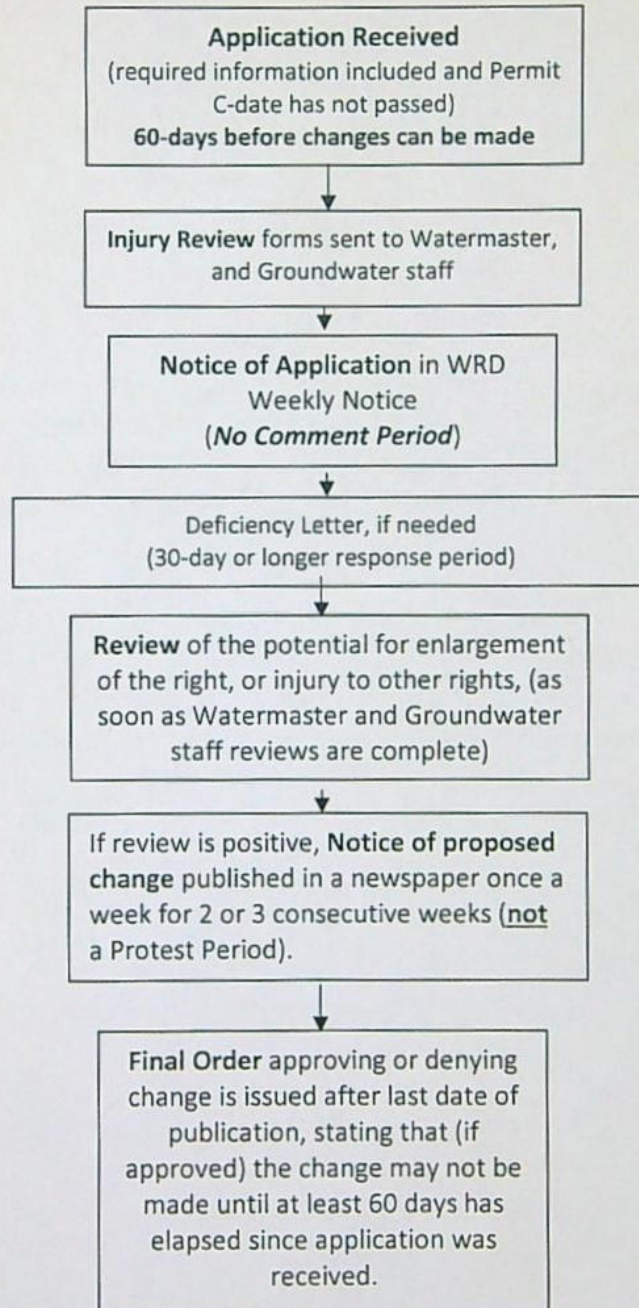 Application Received
(required information included and Permit
C-date has not passed)
60-days before changes can be made
Injury Review forms sent to Watermaster,
and Groundwater staff
Notice of Application in WRD
Weekly Notice
(No Comment Period)
Deficiency Letter, if needed
(30-day or longer response period)
Review of the potential for enlargement
of the right, or injury to other rights, (as
soon as Watermaster and Groundwater
staff reviews are complete)
If review is positive, Notice of proposed
change published in a newspaper once a
week for 2 or 3 consecutive weeks (not
a Protest Period).
Final Order approving or denying
change is issued after last date of
publication, stating that (if
approved) the change may not be
made until at least 60 days has
elapsed since application was
received.